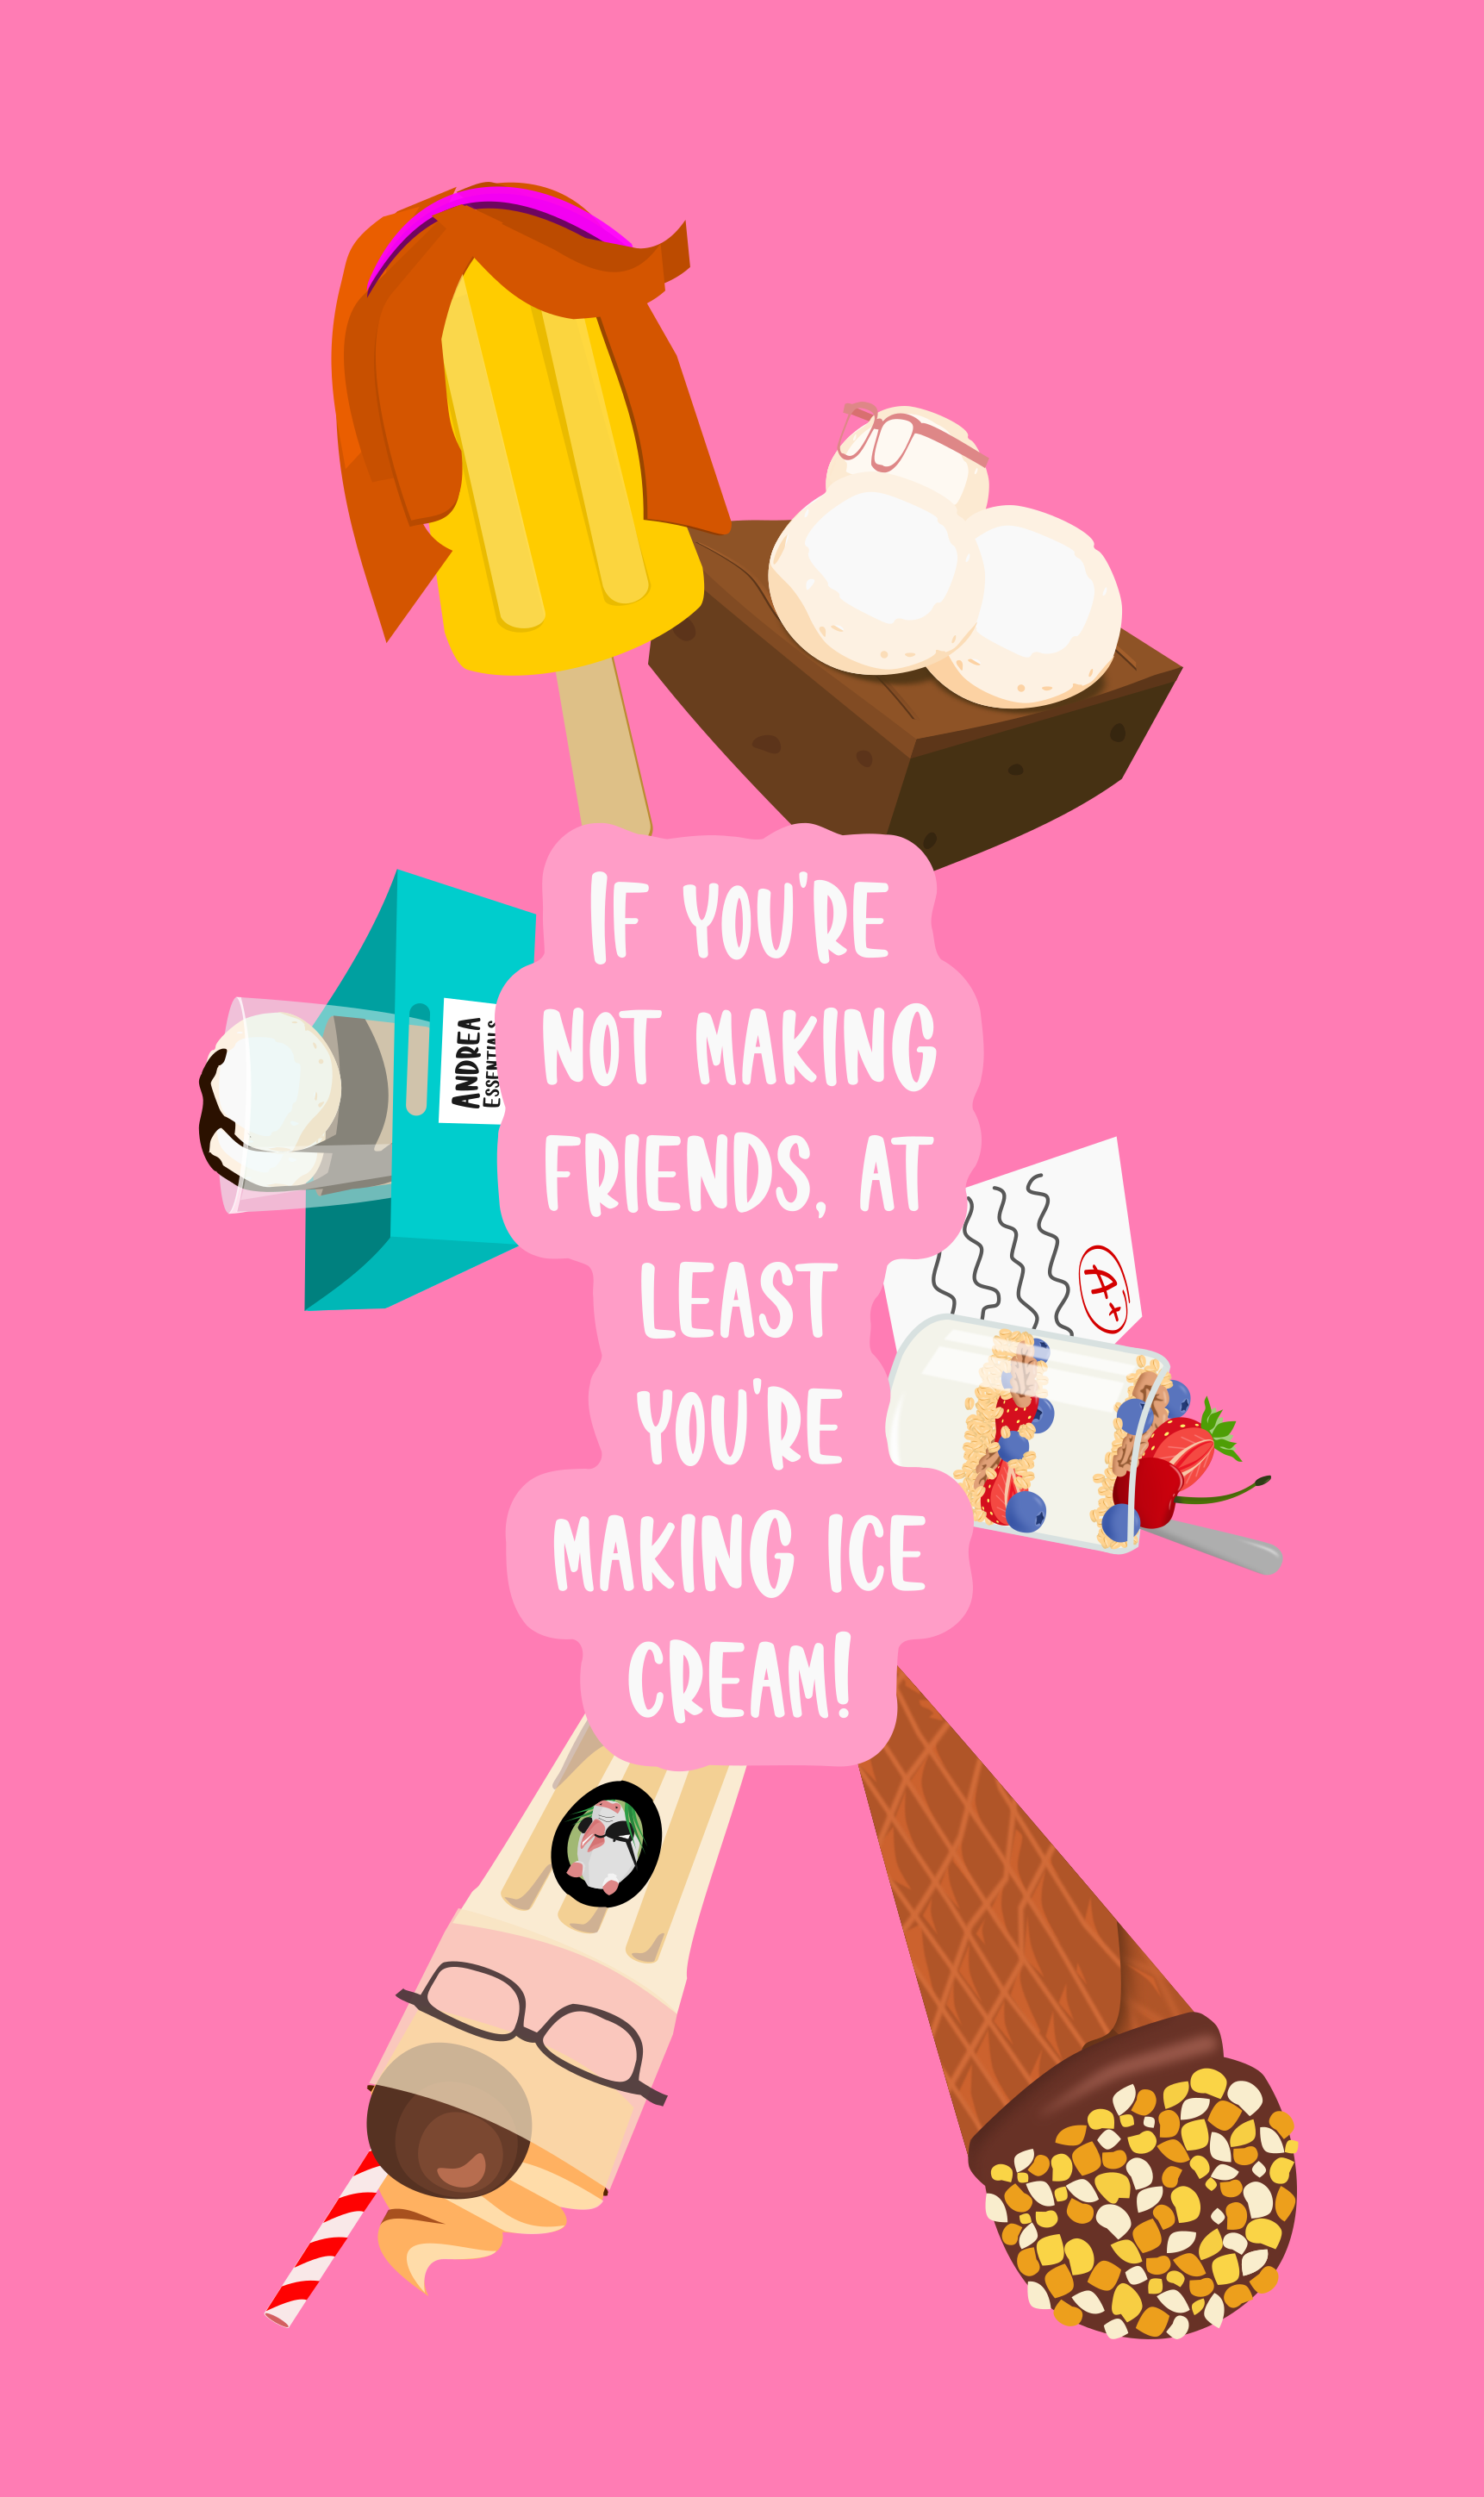 IF YOU'RE
NOT MAKING
FRIENDS, AT
LEAST
YOU'RE
MAKING ICE
CREAM!
ANDREA
ESSENTIALS
A+